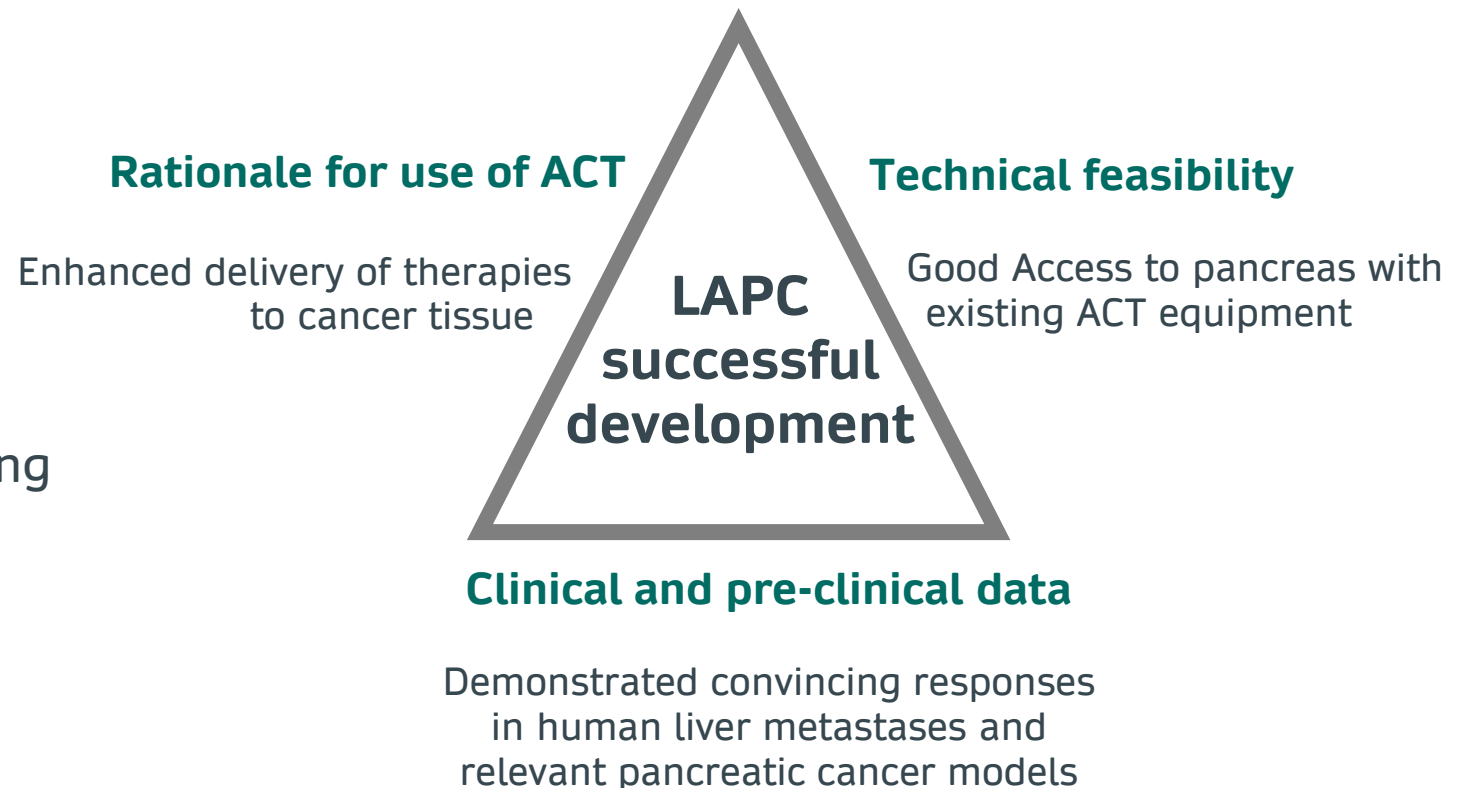 Rationale for use of ACT
Enhanced delivery of therapies
to cancer tissue
Technical feasibility
Good Access to pancreas with
existing ACT equipment
LAPC
successful
development
Clinical and pre-clinical data
Demonstrated convincing responses
in human liver metastases and
relevant pancreatic cancer models